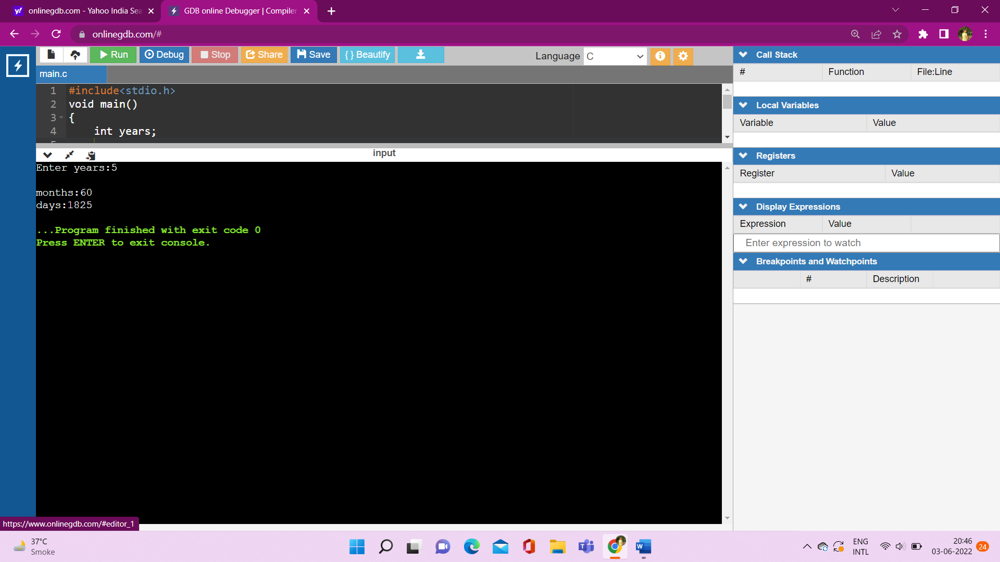 onlinegdb.com - Yahoo India Sea
GDB online Debugger | Compiler
onlinegdb.com/#
Run
Debug
Stop
Share
Save
{ } Beautify
Language
C
main.c
1 #include<stdio.h>
2 void main()
3 {
4 int years;
5
input
Enter years:5
months:60
days:1825
...Program finished with exit code 0
Press ENTER to exit console.
Call Stack
# Function File:Line
Local Variables
Variable Value
Registers
Register Value
Display Expressions
Expression Value
Enter expression to watch
Breakpoints and Watchpoints
# Description
https://www.onlinegdb.com/#editor_1
37°C
Smoke
ENG
INTL
20:46
03-06-2022
24